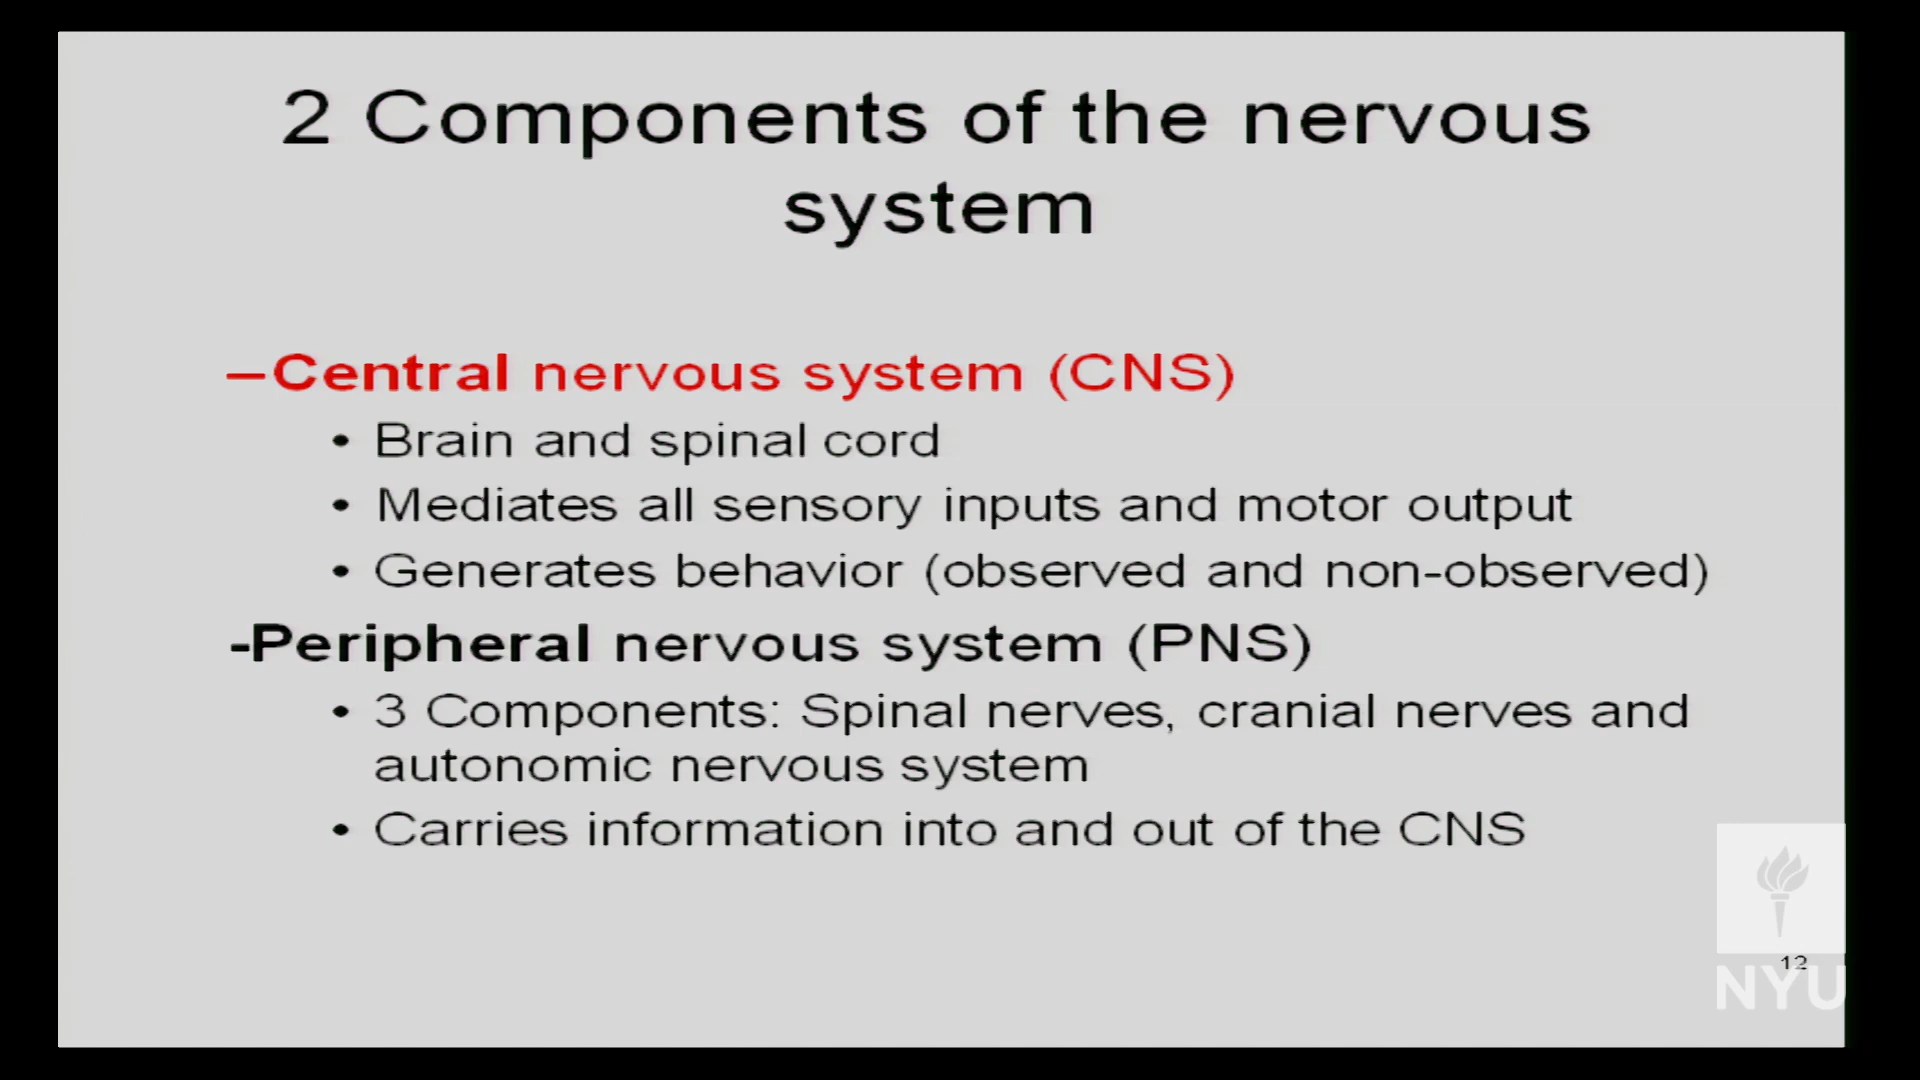 2 Components of the nervous
system
–Central nervous system (CNS)
• Brain and spinal cord
• Mediates all sensory inputs and motor output
• Generates behavior (observed and non-observed)
-Peripheral nervous system (PNS)
• 3 Components: Spinal nerves, cranial nerves and
autonomic nervous system
• Carries information into and out of the CNS
12
NYU